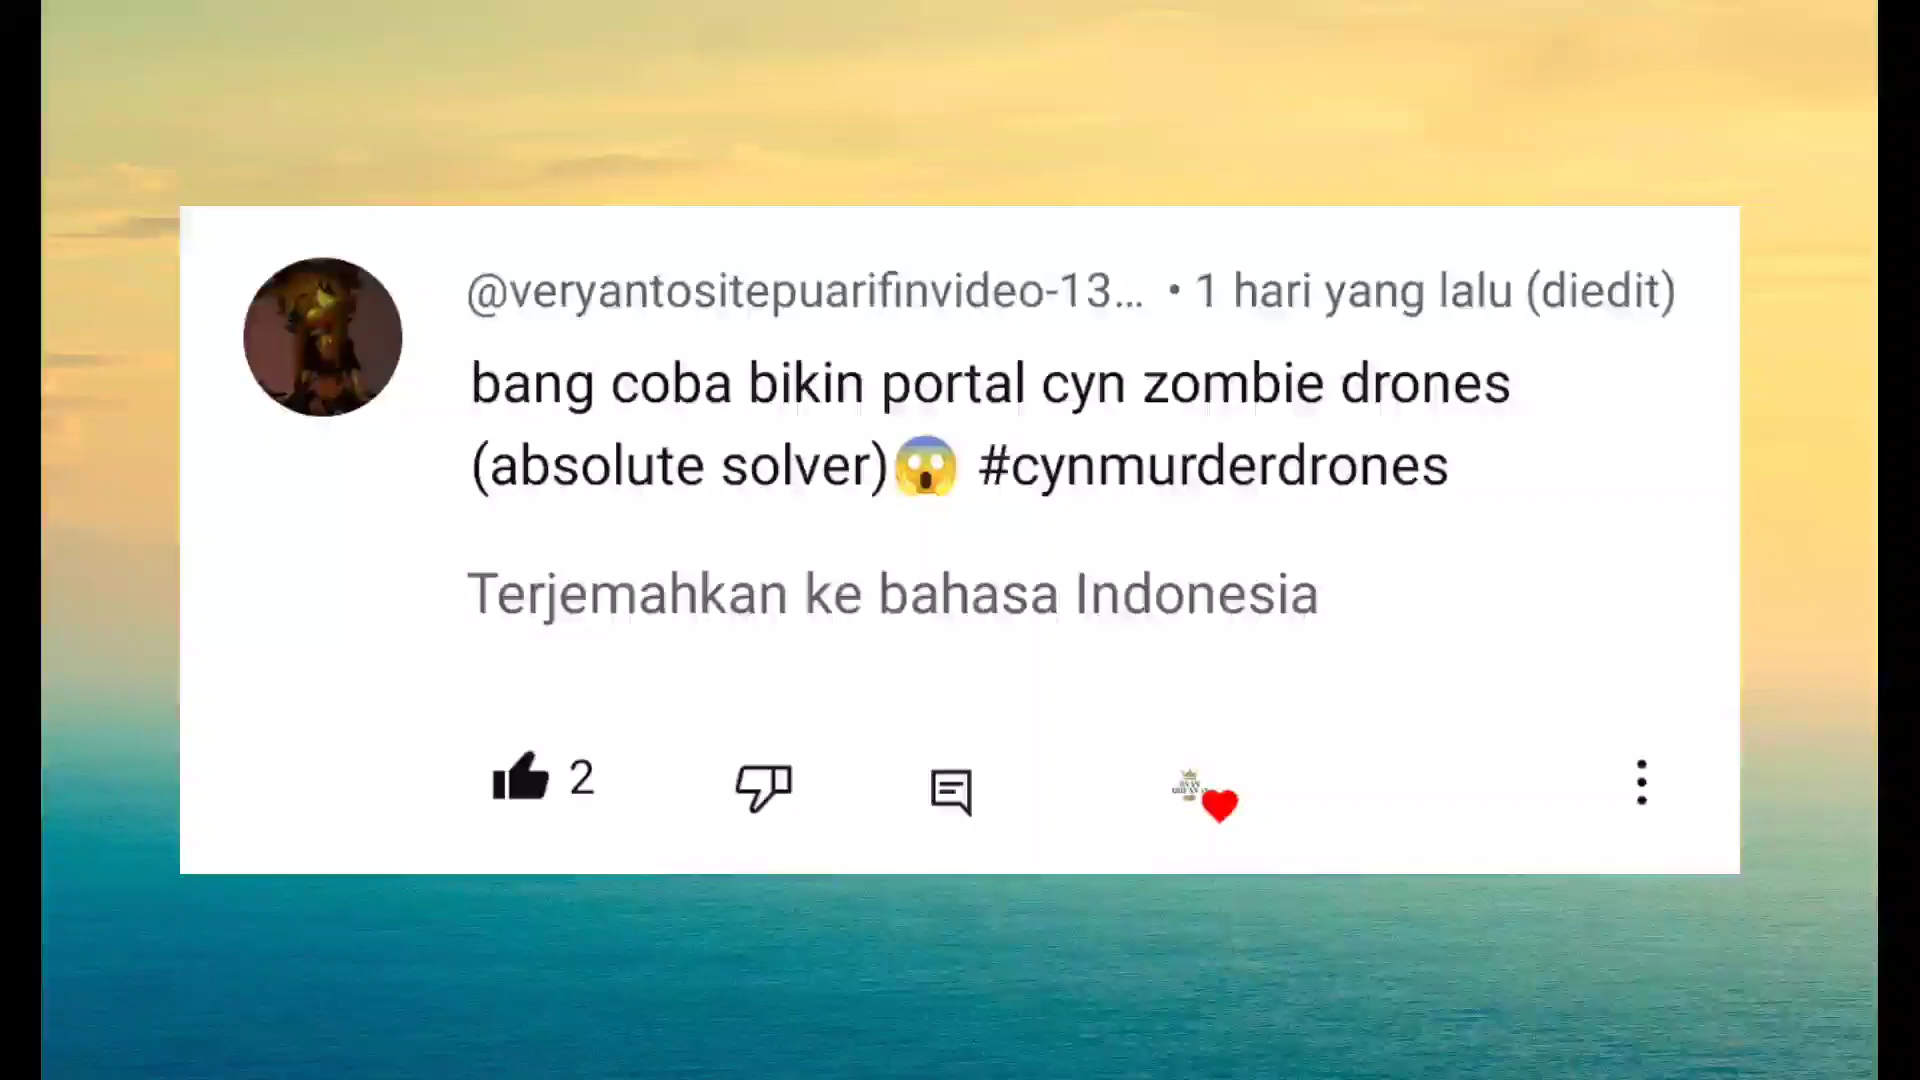 @veryantositepuarifinvideo-13... • 1 hari yang lalu (diedit)
bang coba bikin portal cyn zombie drones
(absolute solver)😱 #cynmurderdrones
Terjemahkan ke bahasa Indonesia
2